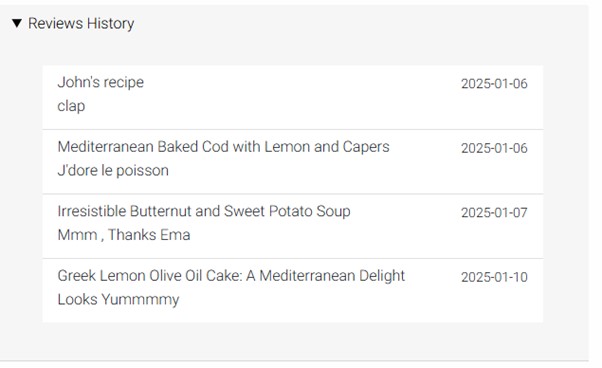 ▼ Reviews History
John's recipe 2025-01-06
clap
Mediterranean Baked Cod with Lemon and Capers 2025-01-06
J'dore le poisson
Irresistible Butternut and Sweet Potato Soup 2025-01-07
Mmm , Thanks Ema
Greek Lemon Olive Oil Cake: A Mediterranean Delight 2025-01-10
Looks Yummmmy